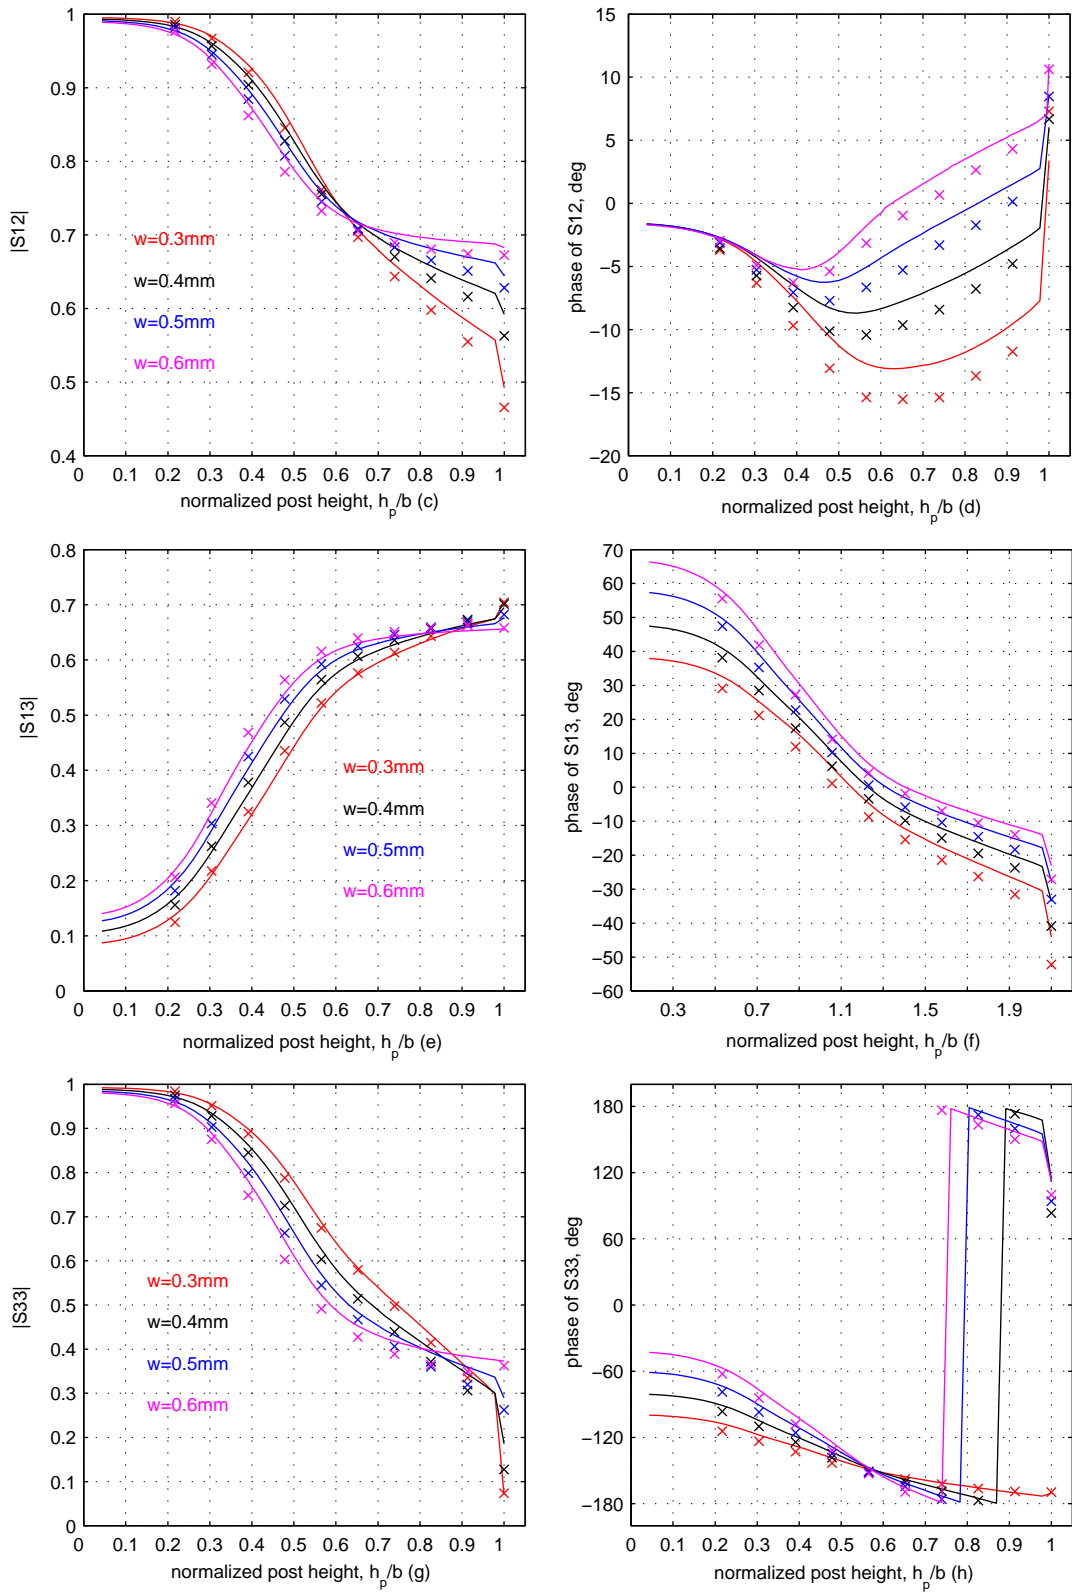 1
0.9
0.8
0.7
0.6
0.5
0.4
|S12|
w=0.3mm
w=0.4mm
w=0.5mm
w=0.6mm
0 0.1 0.2 0.3 0.4 0.5 0.6 0.7 0.8 0.9 1
normalized post height, h_p/b (c)
15
10
5
0
−5
−10
−15
−20
phase of S12, deg
0 0.1 0.2 0.3 0.4 0.5 0.6 0.7 0.8 0.9 1
normalized post height, h_p/b (d)
0.8
0.7
0.6
0.5
0.4
0.3
0.2
0.1
0
|S13|
w=0.3mm
w=0.4mm
w=0.5mm
w=0.6mm
0 0.1 0.2 0.3 0.4 0.5 0.6 0.7 0.8 0.9 1
normalized post height, h_p/b (e)
70
60
50
40
30
20
10
0
−10
−20
−30
−40
−50
−60
phase of S13, deg
0.3 0.7 1.1 1.5 1.9
normalized post height, h_p/b (f)
1
0.9
0.8
0.7
0.6
0.5
0.4
0.3
0.2
0.1
0
|S33|
w=0.3mm
w=0.4mm
w=0.5mm
w=0.6mm
0 0.1 0.2 0.3 0.4 0.5 0.6 0.7 0.8 0.9 1
normalized post height, h_p/b (g)
180
120
60
0
−60
−120
−180
phase of S33, deg
0 0.1 0.2 0.3 0.4 0.5 0.6 0.7 0.8 0.9 1
normalized post height, h_p/b (h)